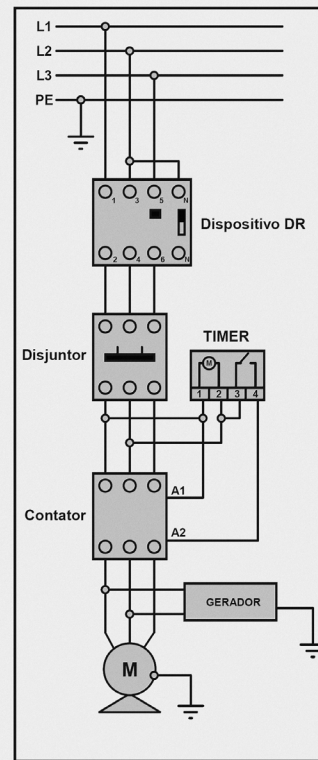 L1
L2
L3
PE
1 3 5 N
2 4 6 N
Dispositivo DR
Disjuntor
TIMER
M
1 2 3 4
A1
Contator
A2
GERADOR
M